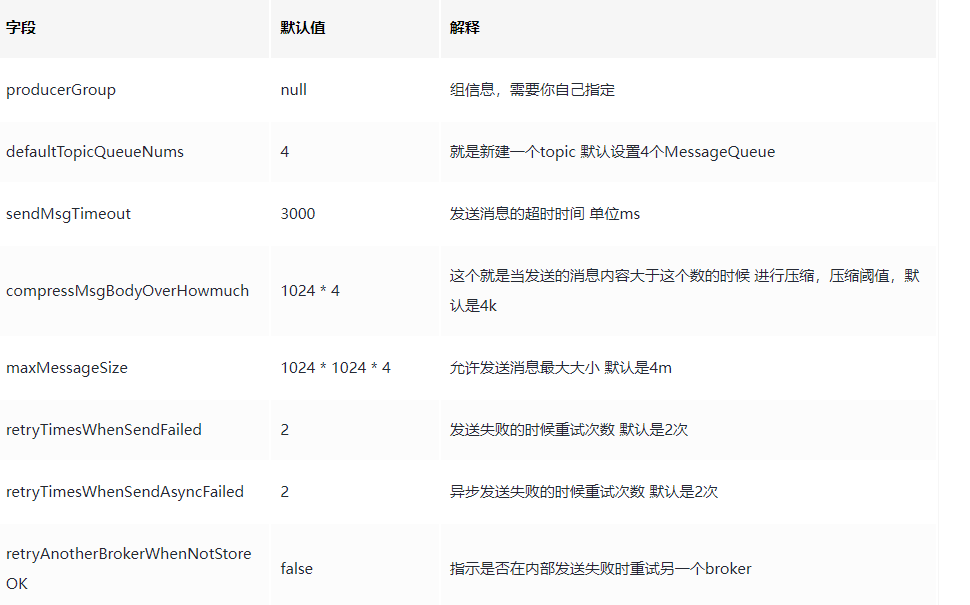 字段 默认值 解释
producerGroup null 组信息，需要你自己指定
defaultTopicQueueNums 4 就是新建一个topic 默认设置4个MessageQueue
sendMsgTimeout 3000 发送消息的超时时间 单位ms
compressMsgBodyOverHowmuch 1024 * 4 这个就是当发送的消息内容大于这个数的时候 进行压缩，压缩阈值，默
认是4k
maxMessageSize 1024 * 1024 * 4 允许发送消息最大大小 默认是4m
retryTimesWhenSendFailed 2 发送失败的时候重试次数 默认是2次
retryTimesWhenSendAsyncFailed 2 异步发送失败的时候重试次数 默认是2次
retryAnotherBrokerWhenNotStore
OK false 指示是否在内部发送失败时重试另一个broker